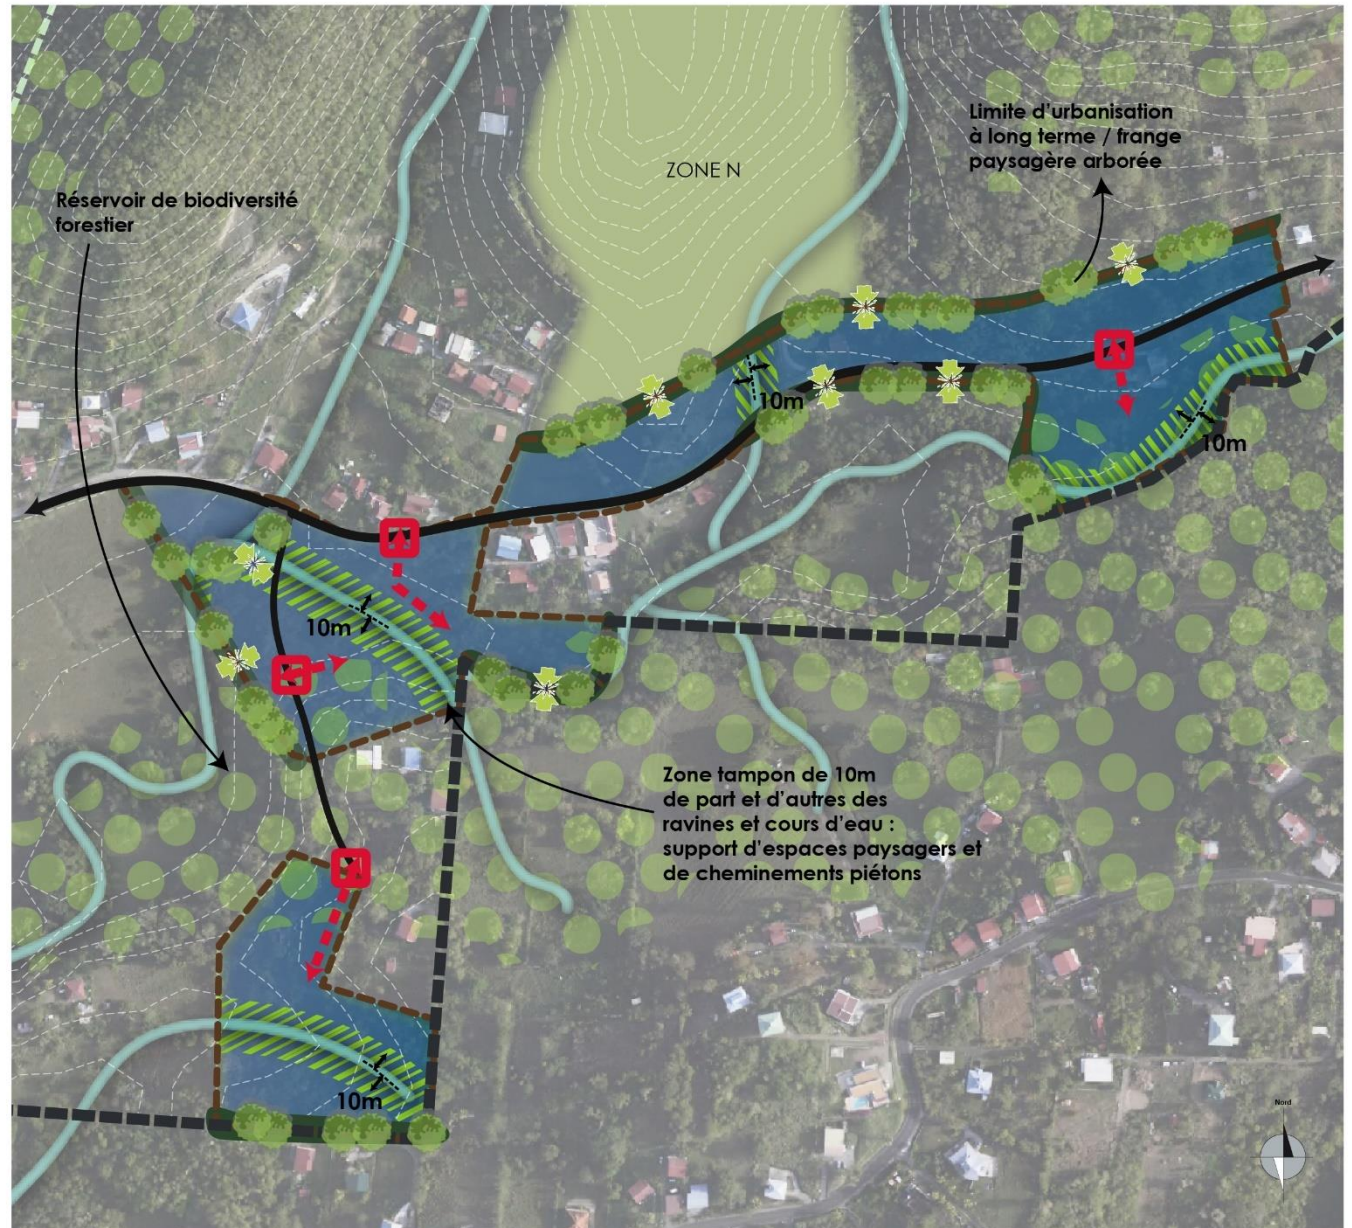 Limite d'urbanisation
à long terme / frange
paysagère arborée
ZONE N
Réservoir de biodiversité
forestier
10m
10m
10m
Zone tampon de 10m
de part et d'autres des
ravines et cours d'eau :
support d'espaces paysagers et
de cheminements piétons
10m
Nord